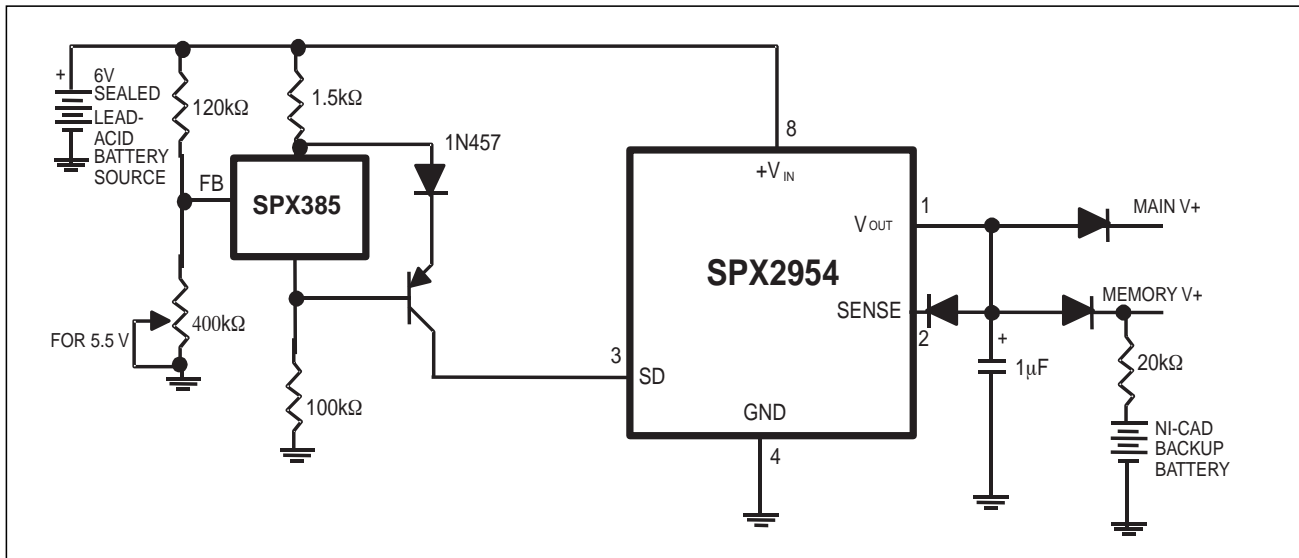 + 6V
SEALED
LEAD-
ACID
BATTERY
SOURCE
120kΩ
1.5kΩ
1N457
FB
SPX385
FOR 5.5 V
400kΩ
100kΩ
8
+VIN
1
VOUT
SPX2954
SENSE
2
3
SD
GND
4
MAIN V+
MEMORY V+
+
1µF
20kΩ
NI-CAD
BACKUP
BATTERY